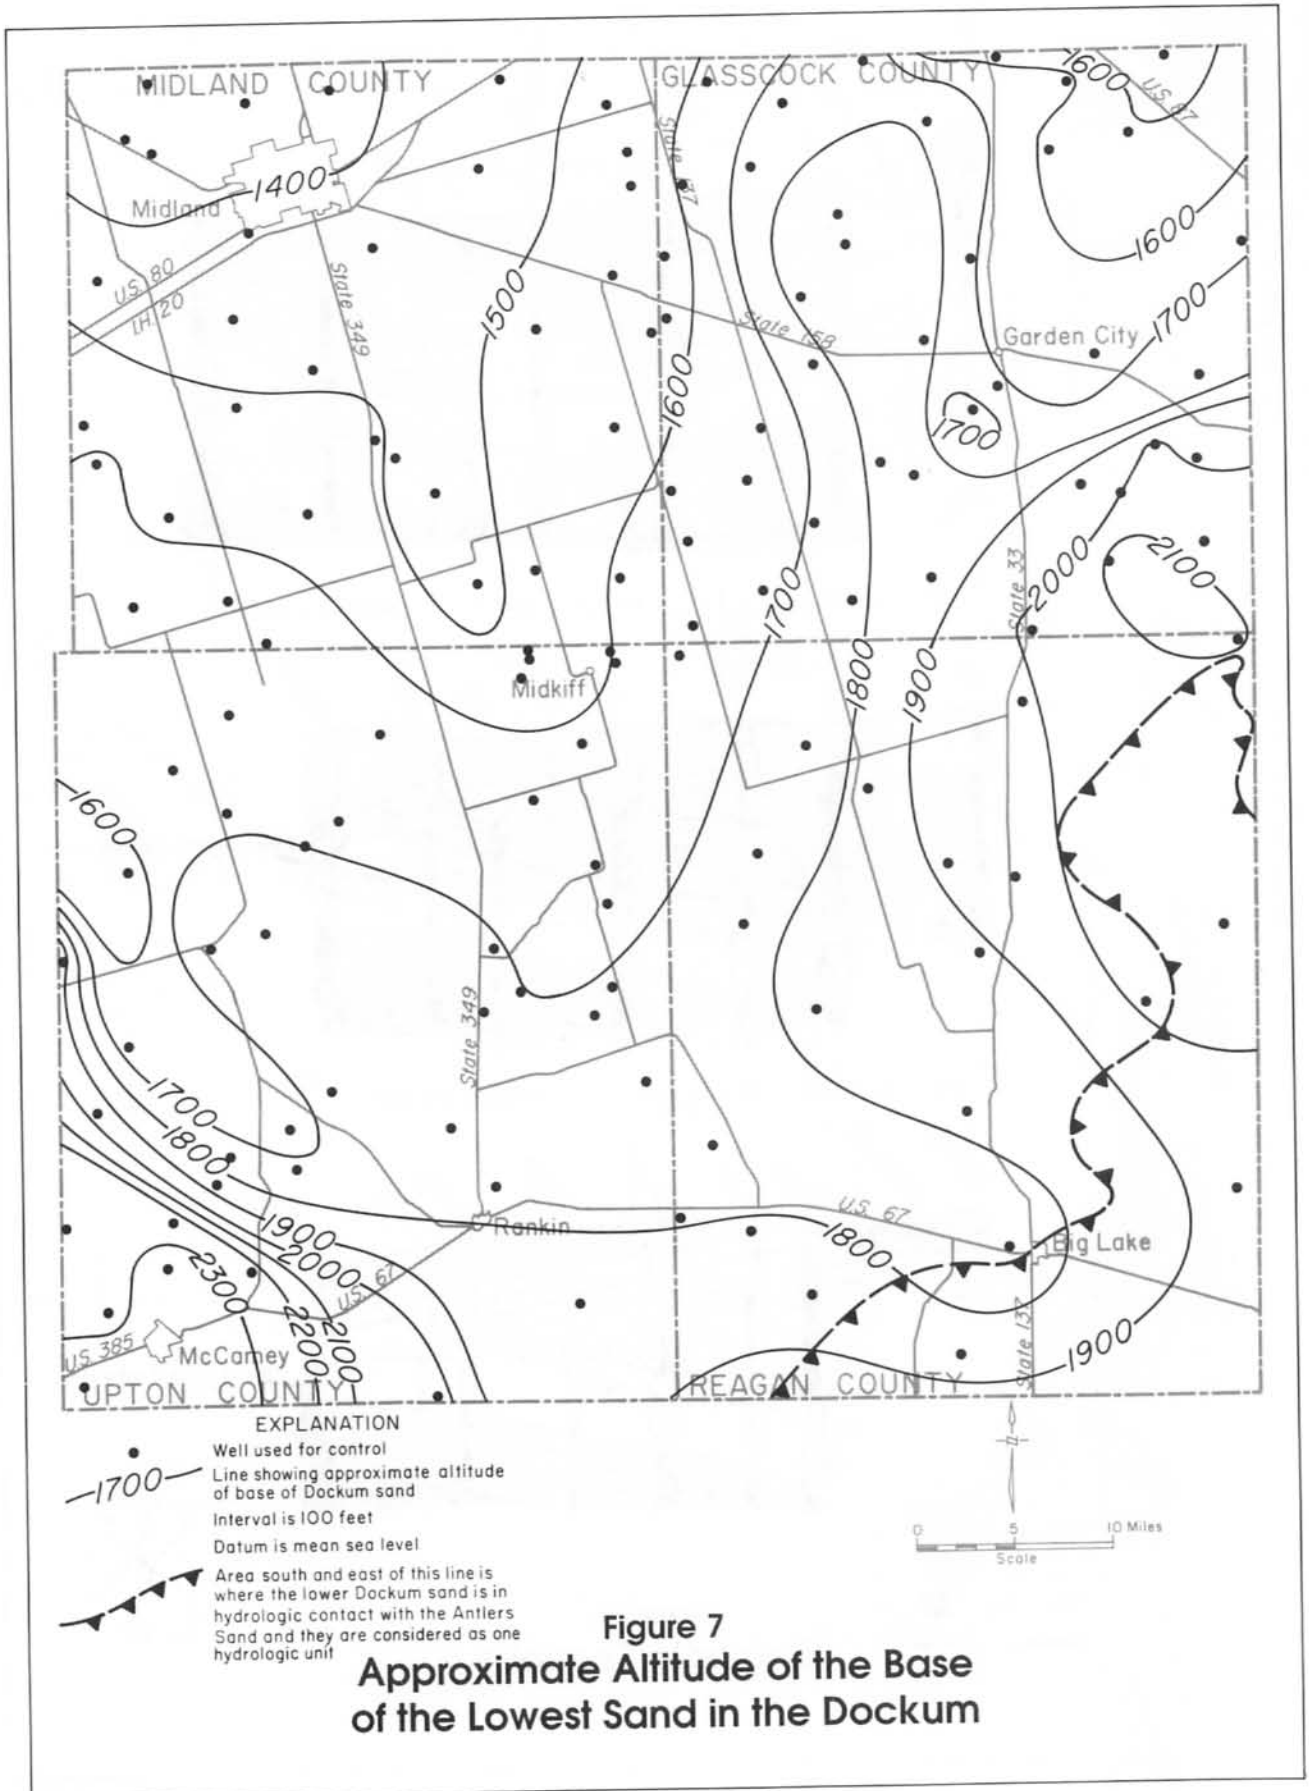 MIDLAND COUNTY
GLASSCOCK COUNTY
1600
U.S. 87
State 137
1400
Midland
U.S. 80
I.H. 20
State 349
1500
1600
1600
1700
State 158
Garden City
1700
2100
2000
State 33
1700
1800
1900
Midkiff
1600
State 349
1700
1800
1900
2000
Rankin
U.S. 67
1800
Big Lake
2300
U.S. 67
2200
2100
State 137
1900
U.S. 385
McCamey
UPTON COUNTY
REAGAN COUNTY
EXPLANATION
Well used for control
1700
Line showing approximate altitude
of base of Dockum sand
Interval is 100 feet
Datum is mean sea level
Area south and east of this line is
where the lower Dockum sand is in
hydrologic contact with the Antlers
Sand and they are considered as one
hydrologic unit
0 5 10 Miles
Scale
Figure 7
Approximate Altitude of the Base
of the Lowest Sand in the Dockum